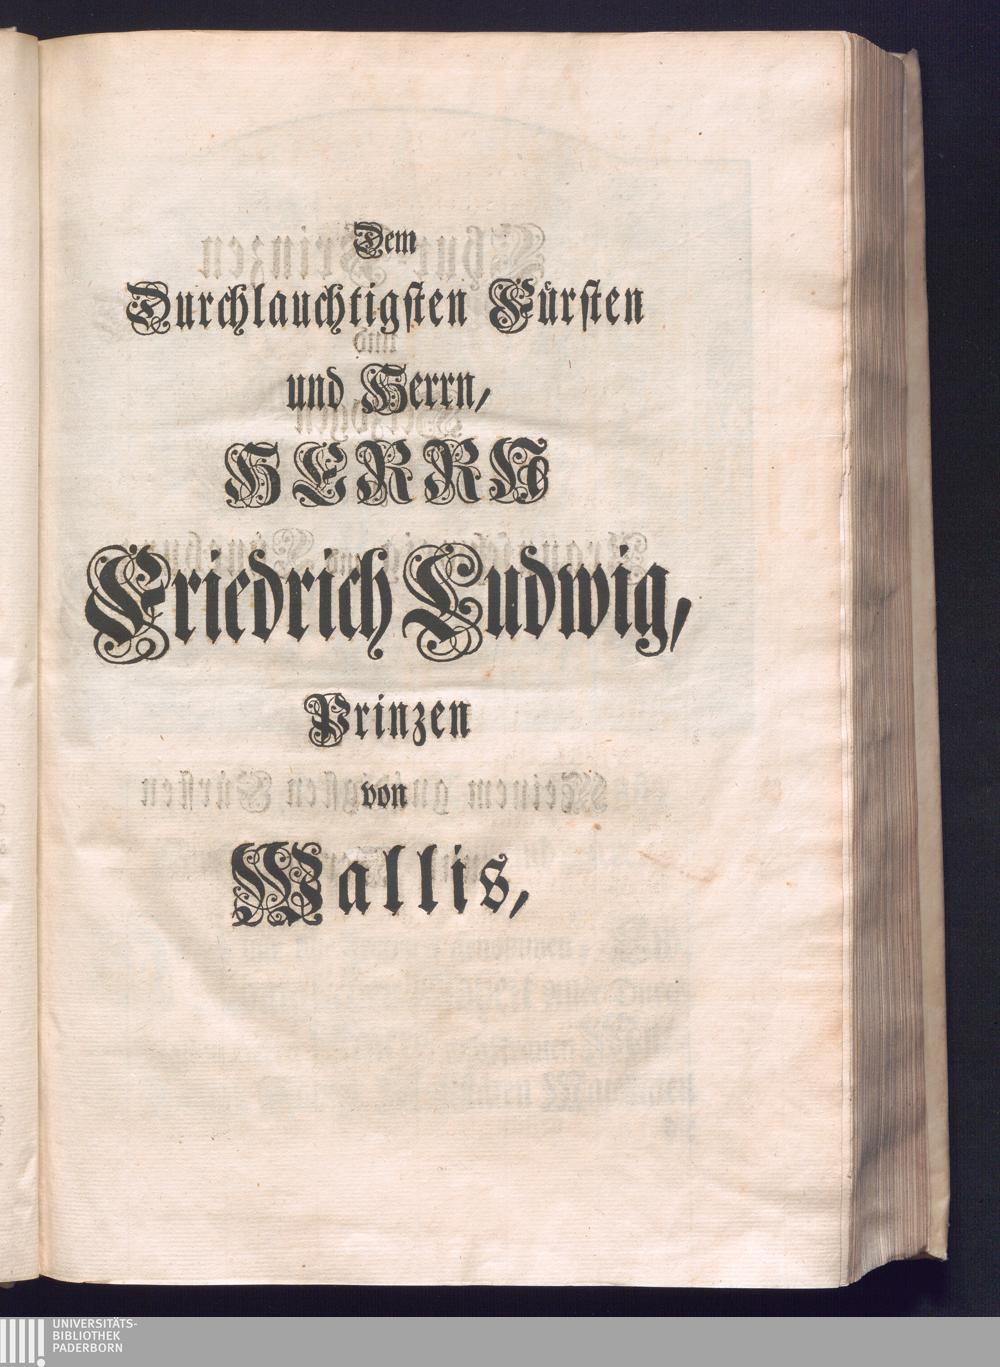 Dem
Durchlauchtigsten Fürsten
und Herrn,
HERRN
Friedrich Ludwig,
Prinzen
von
Wallis,
UNIVERSITÄTS-
BIBLIOTHEK
PADERBORN